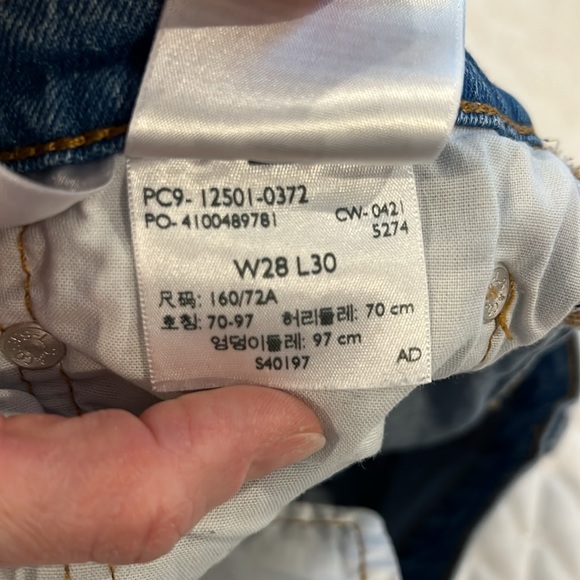 PC9- 12501-0372
PO- 4100489781
CW- 0421
5274
W28 L30
尺码: 160/72A
호칭: 70-97 허리둘레: 70 cm
엉덩이둘레: 97 cm
S40197
AD